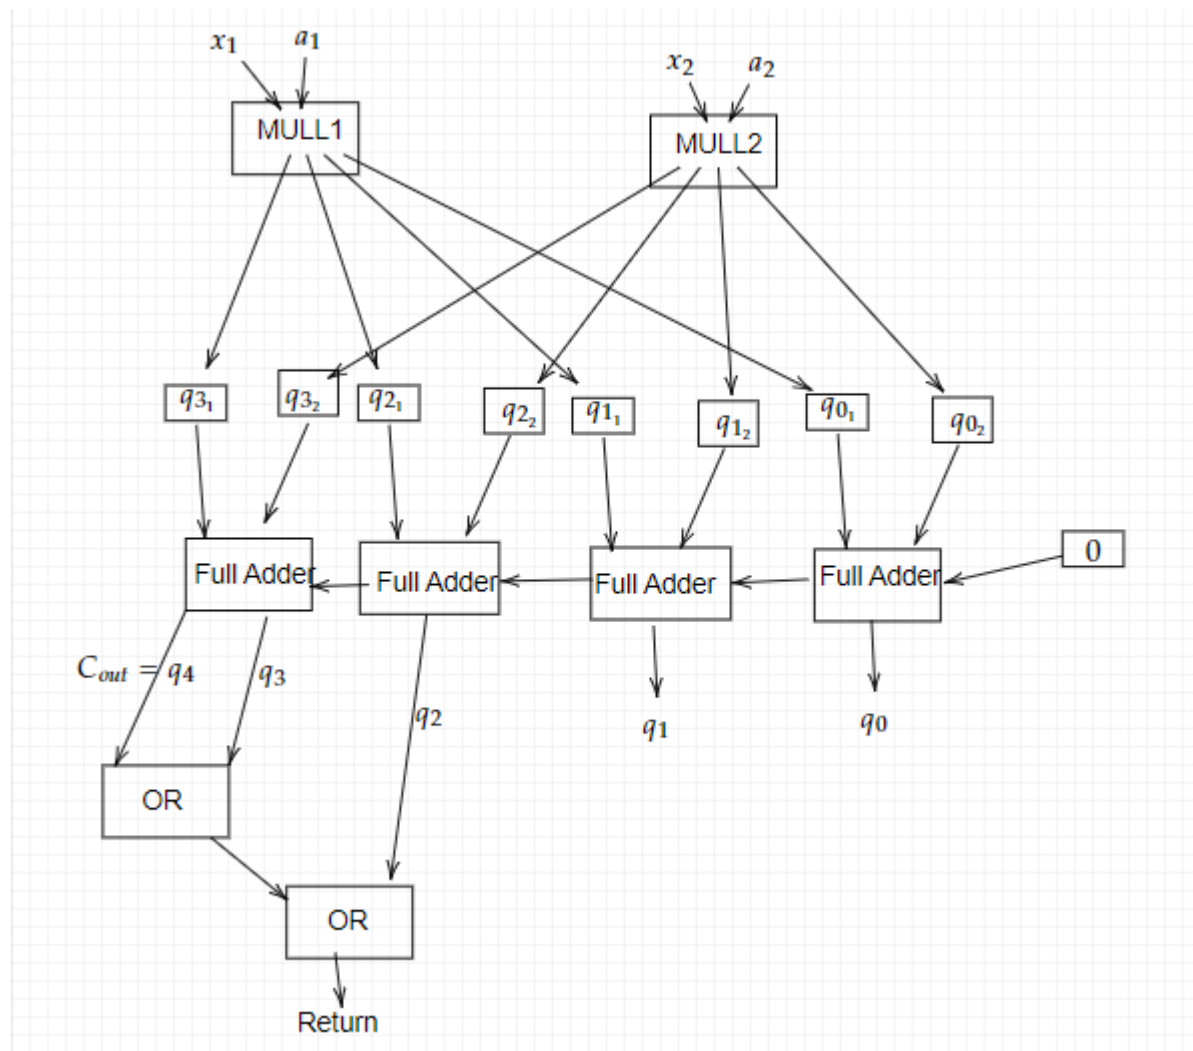 x₁ a₁
x₂ a₂
MULL1
MULL2
q3₁ q3₂ q2₁ q2₂ q1₁ q1₂ q0₁ q0₂
0
Full Adder Full Adder Full Adder Full Adder
C_out = q4 q3
q2 q1 q0
OR
OR
Return